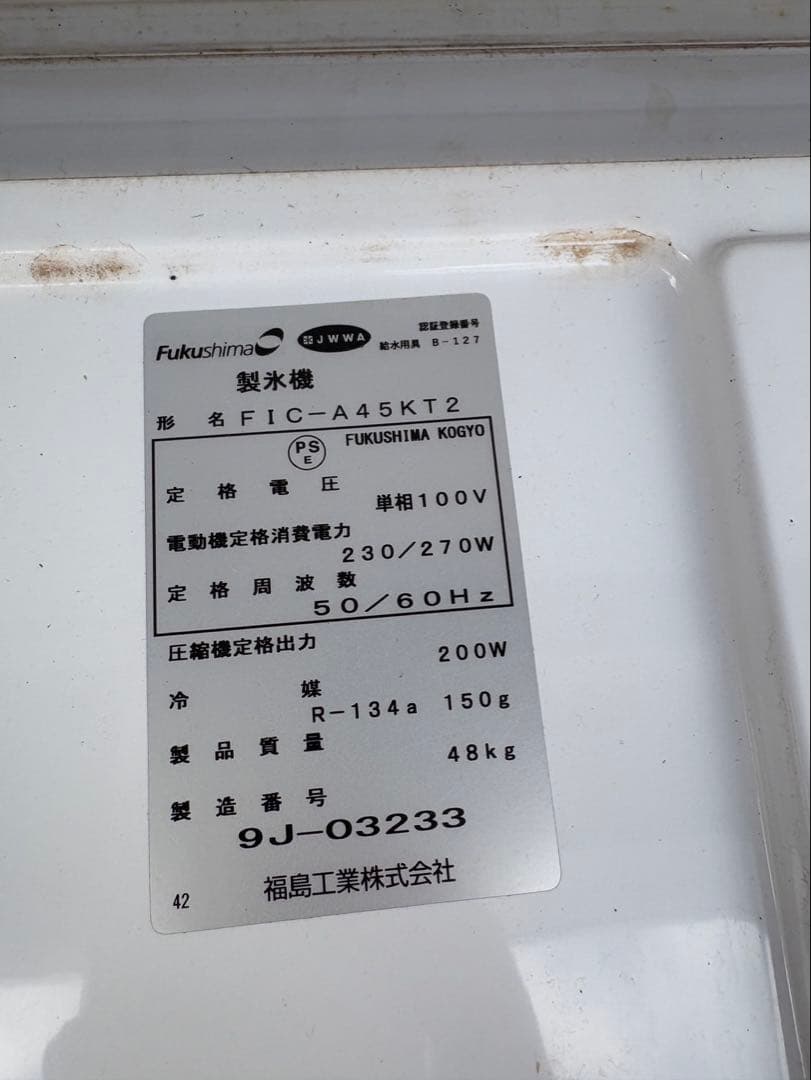 Fukushima JWWA 認証登録番号
給水用具 B-127
製氷機
形名 FIC-A45KT2
PSE FUKUSHIMA KOGYO
定格電圧 単相100V
電動機定格消費電力 230/270W
定格周波数 50/60Hz
圧縮機定格出力 200W
冷媒 R-134a 150g
製品質量 48kg
製造番号
9J-03233
42 福島工業株式会社